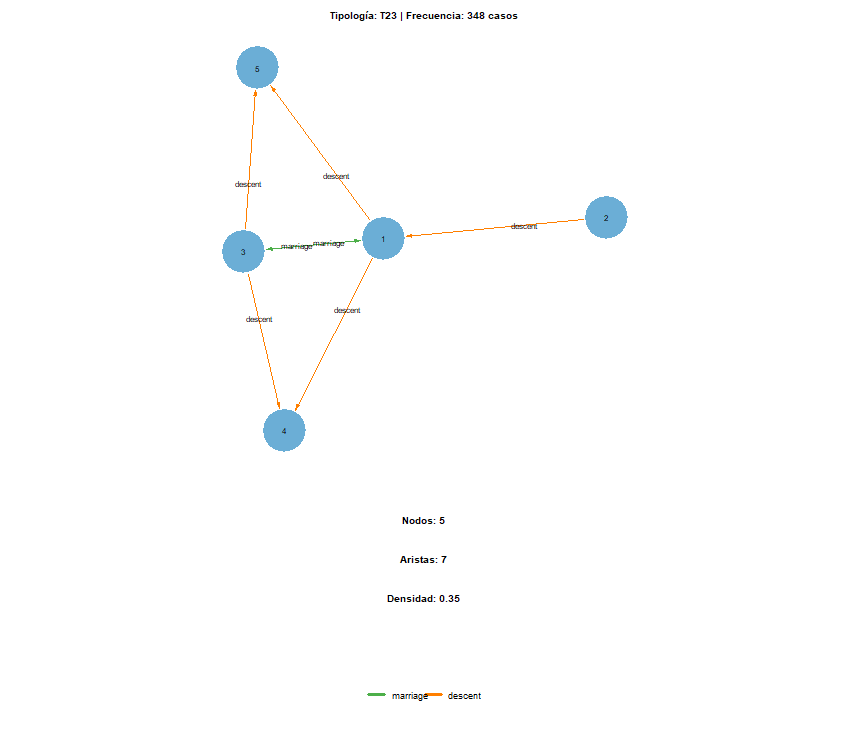 Tipología: T23 | Frecuencia: 348 casos
5
descent
descent
2
descent
1
marriage
marriage
3
descent
descent
4
Nodos: 5
Aristas: 7
Densidad: 0.35
marriage descent